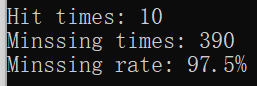 Hit times: 10
Minssing times: 390
Minssing rate: 97.5%